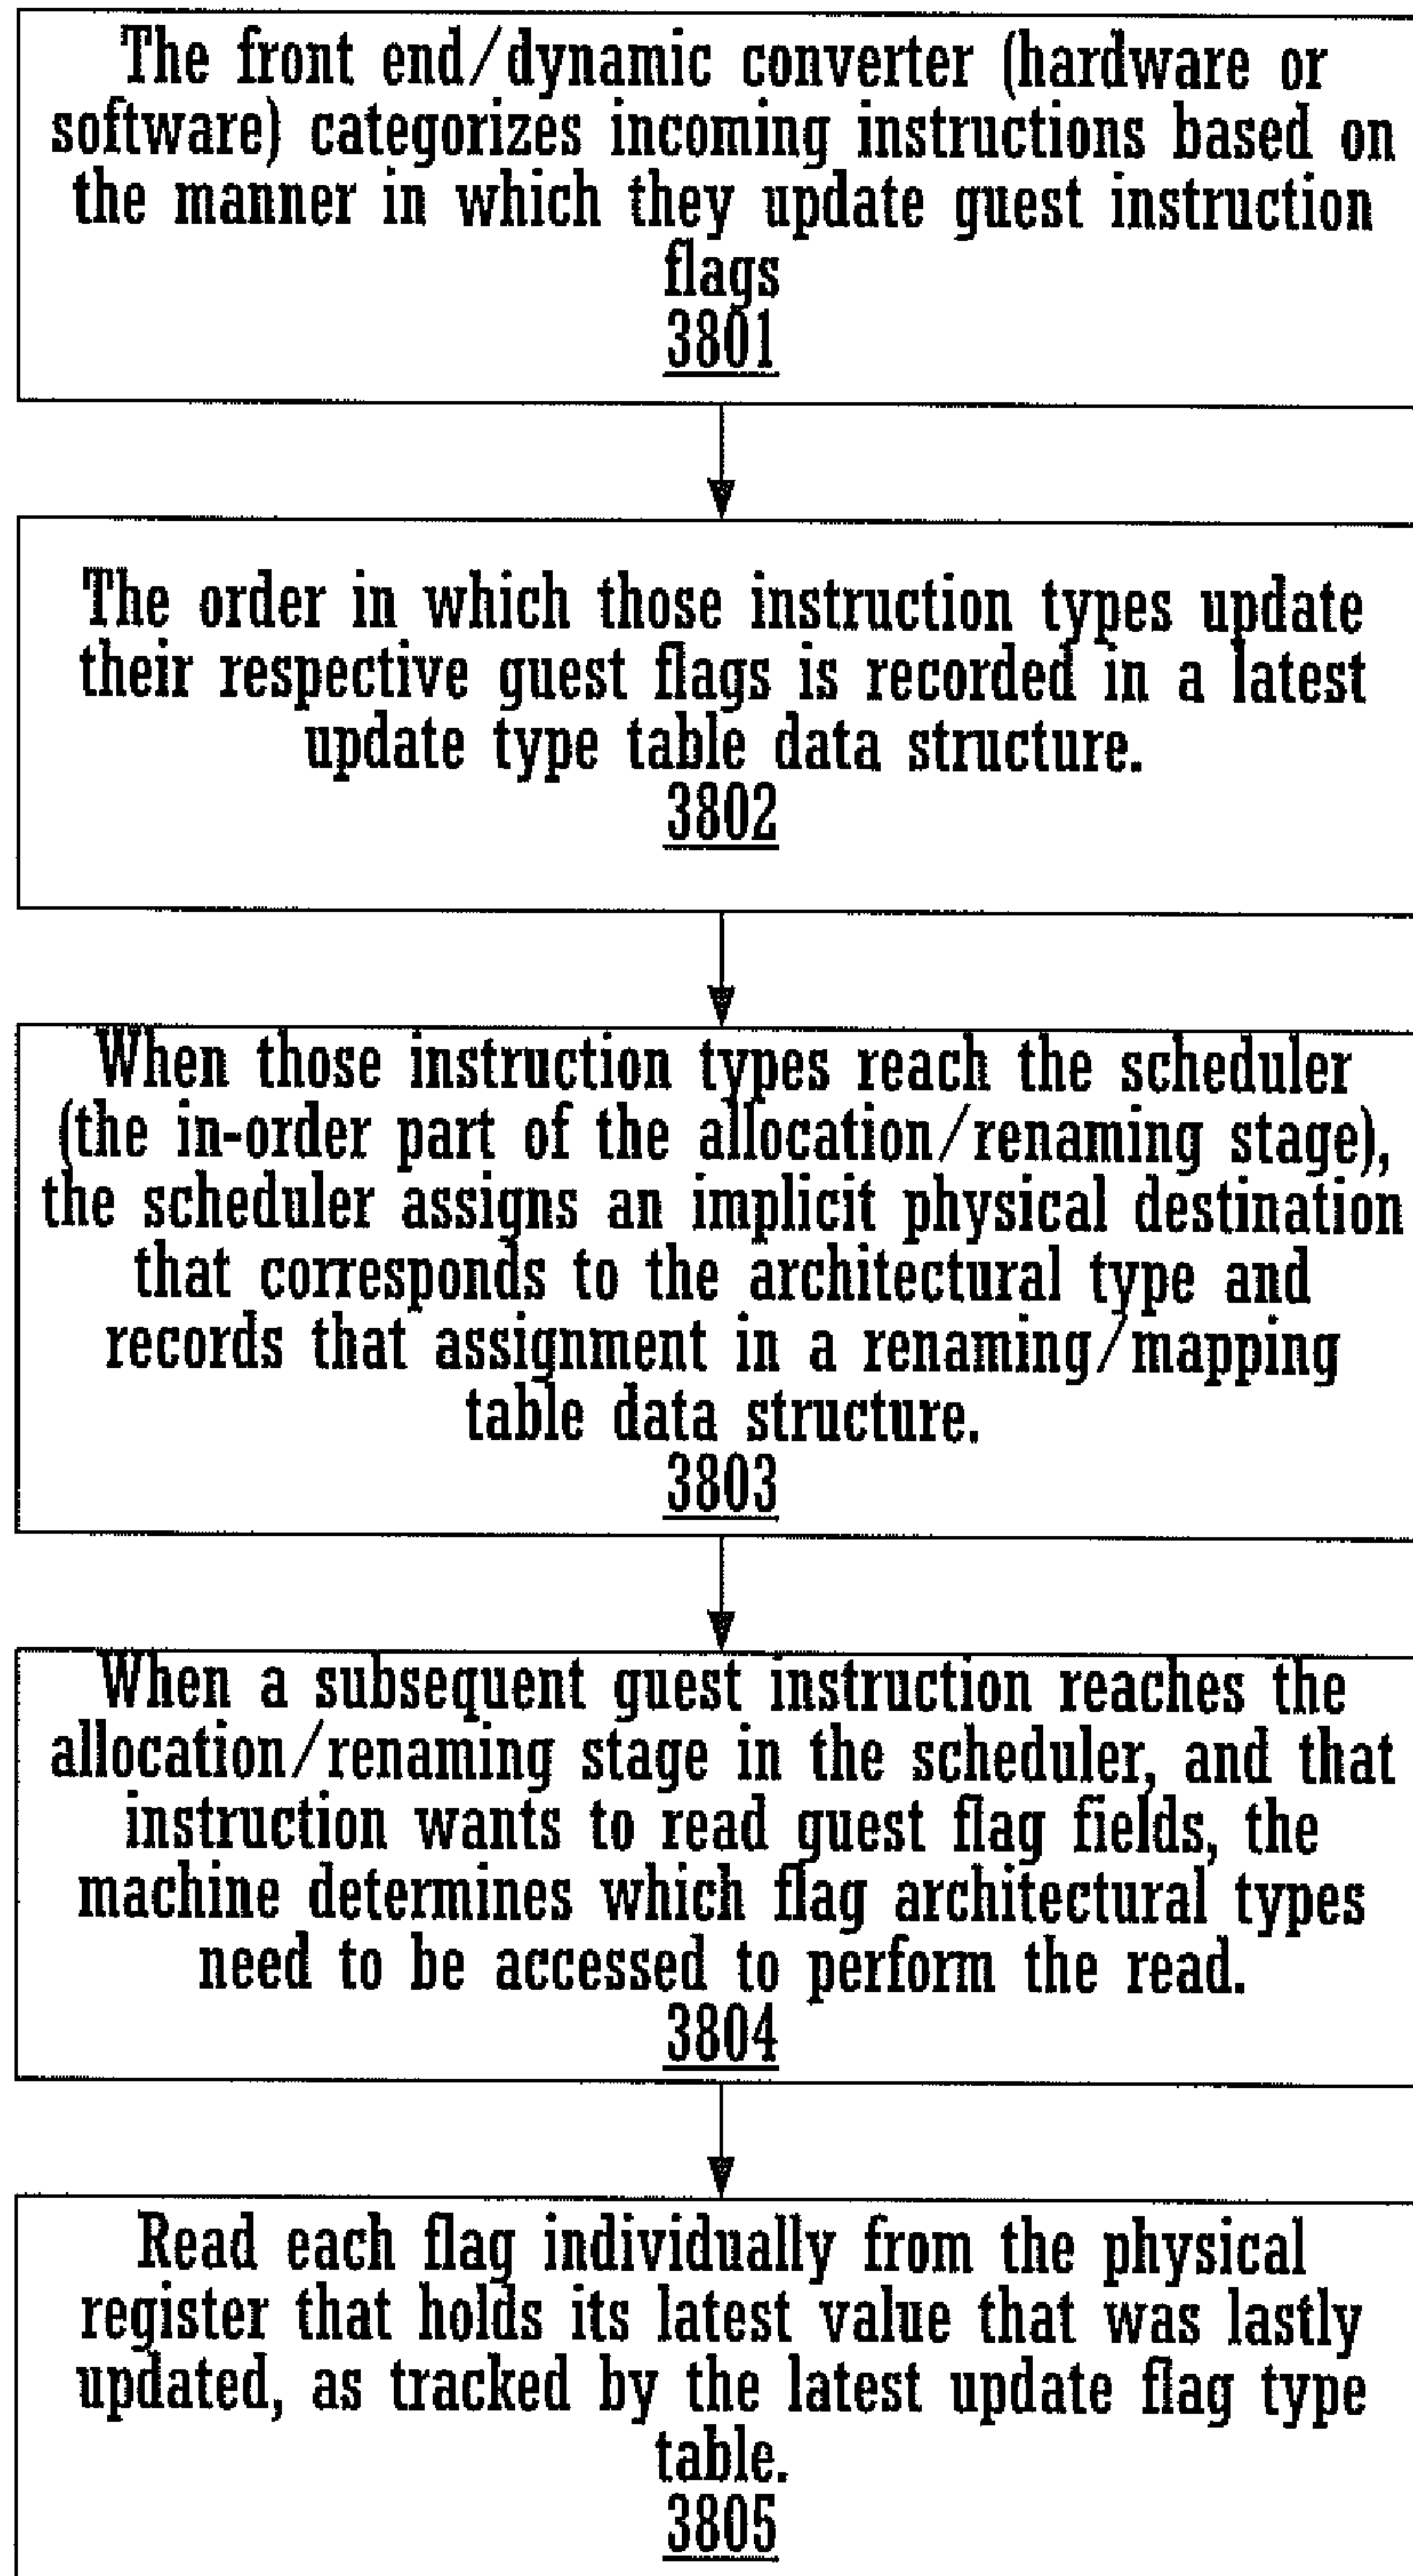 The front end/dynamic converter (hardware or
software) categorizes incoming instructions based on
the manner in which they update guest instruction
flags
3801
The order in which those instruction types update
their respective guest flags is recorded in a latest
update type table data structure.
3802
When those instruction types reach the scheduler
(the in-order part of the allocation/renaming stage),
the scheduler assigns an implicit physical destination
that corresponds to the architectural type and
records that assignment in a renaming/mapping
table data structure.
3803
When a subsequent guest instruction reaches the
allocation/renaming stage in the scheduler, and that
instruction wants to read guest flag fields, the
machine determines which flag architectural types
need to be accessed to perform the read.
3804
Read each flag individually from the physical
register that holds its latest value that was lastly
updated, as tracked by the latest update flag type
table.
3805